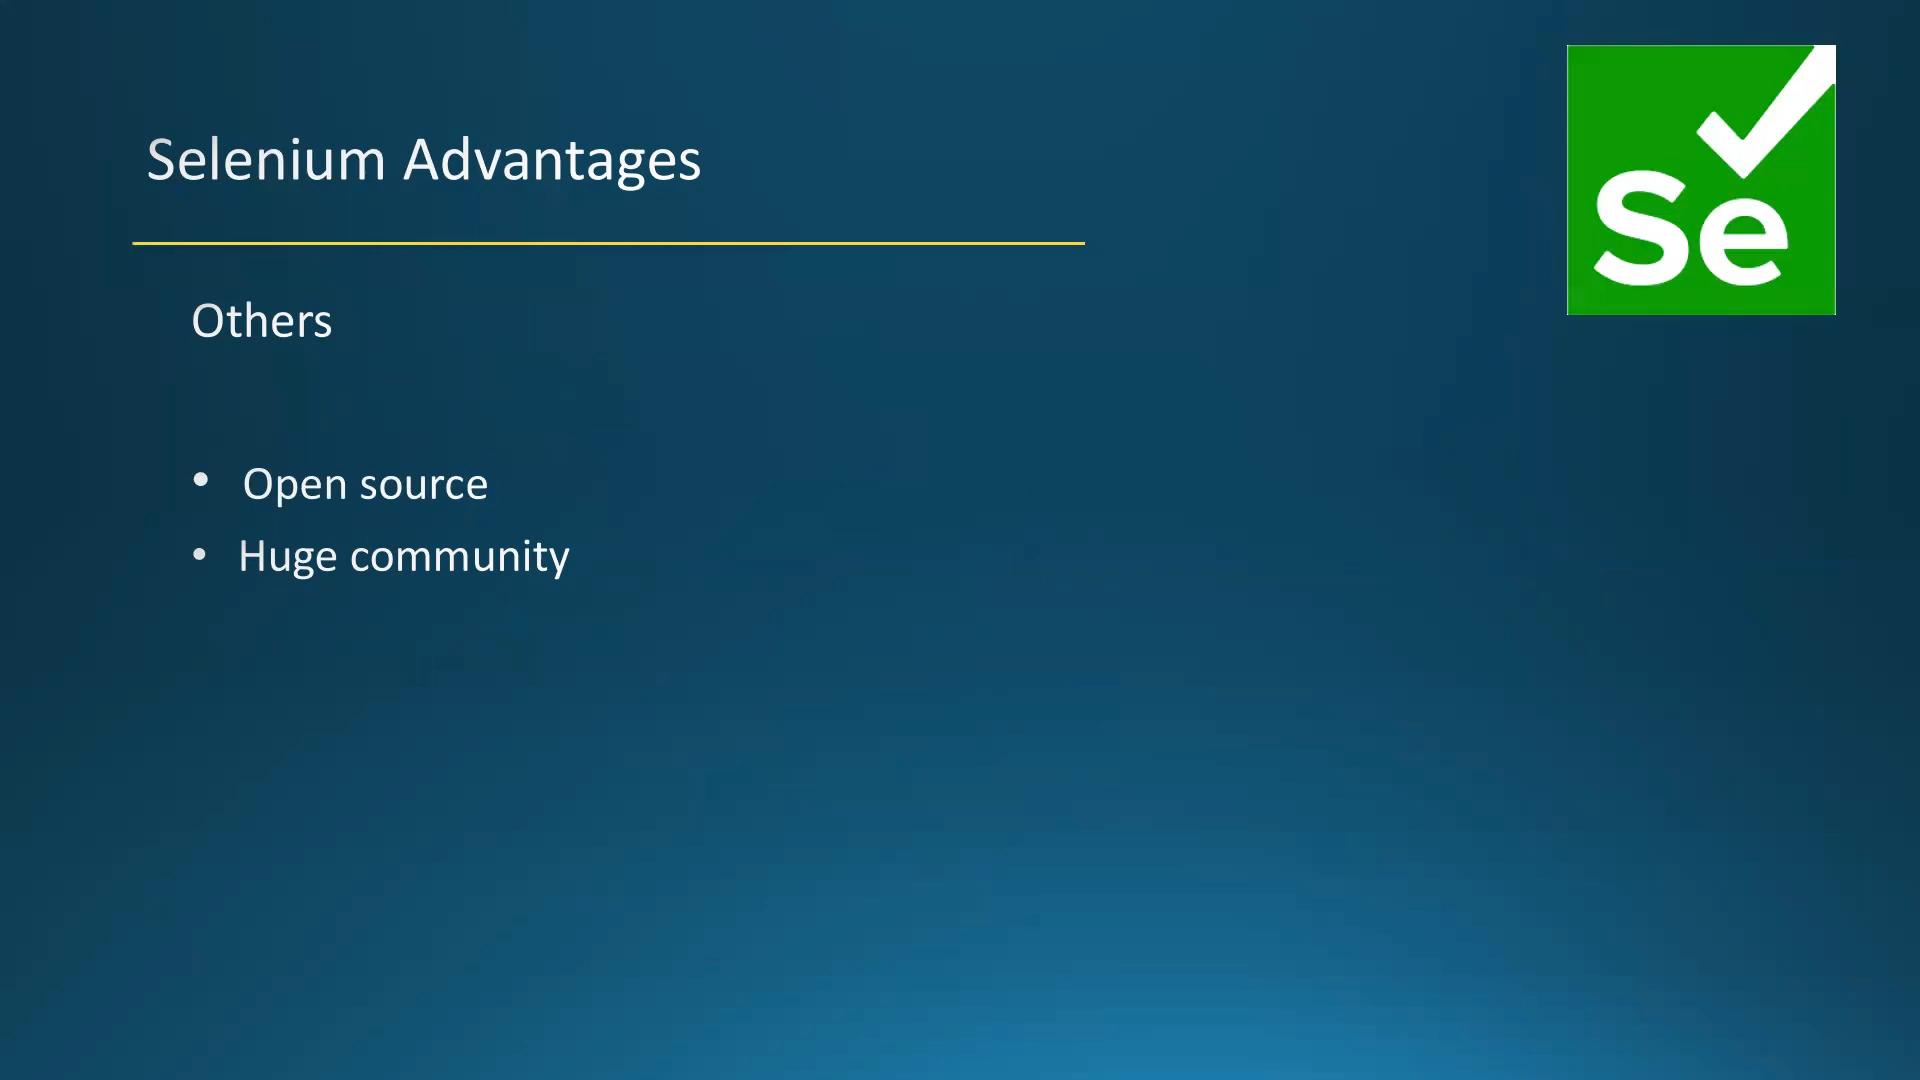 Selenium Advantages
Se
Others
• Open source
• Huge community